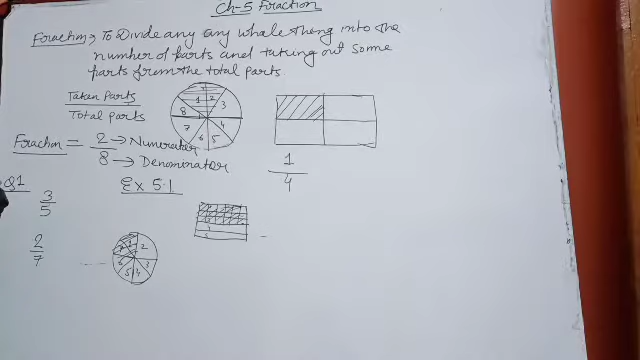 Ch-5 Fraction
Fraction → To Divide any any whole theng into the
number of parts and taking out some
parts from the total parts
Taken Parts
Total parts
1 2 3 4 5 6 7 8
Fraction = 2 → Numerator
8 → Denominator
1
4
Q1
Ex 5.1
3
5
2
7
2 3 4 5 6